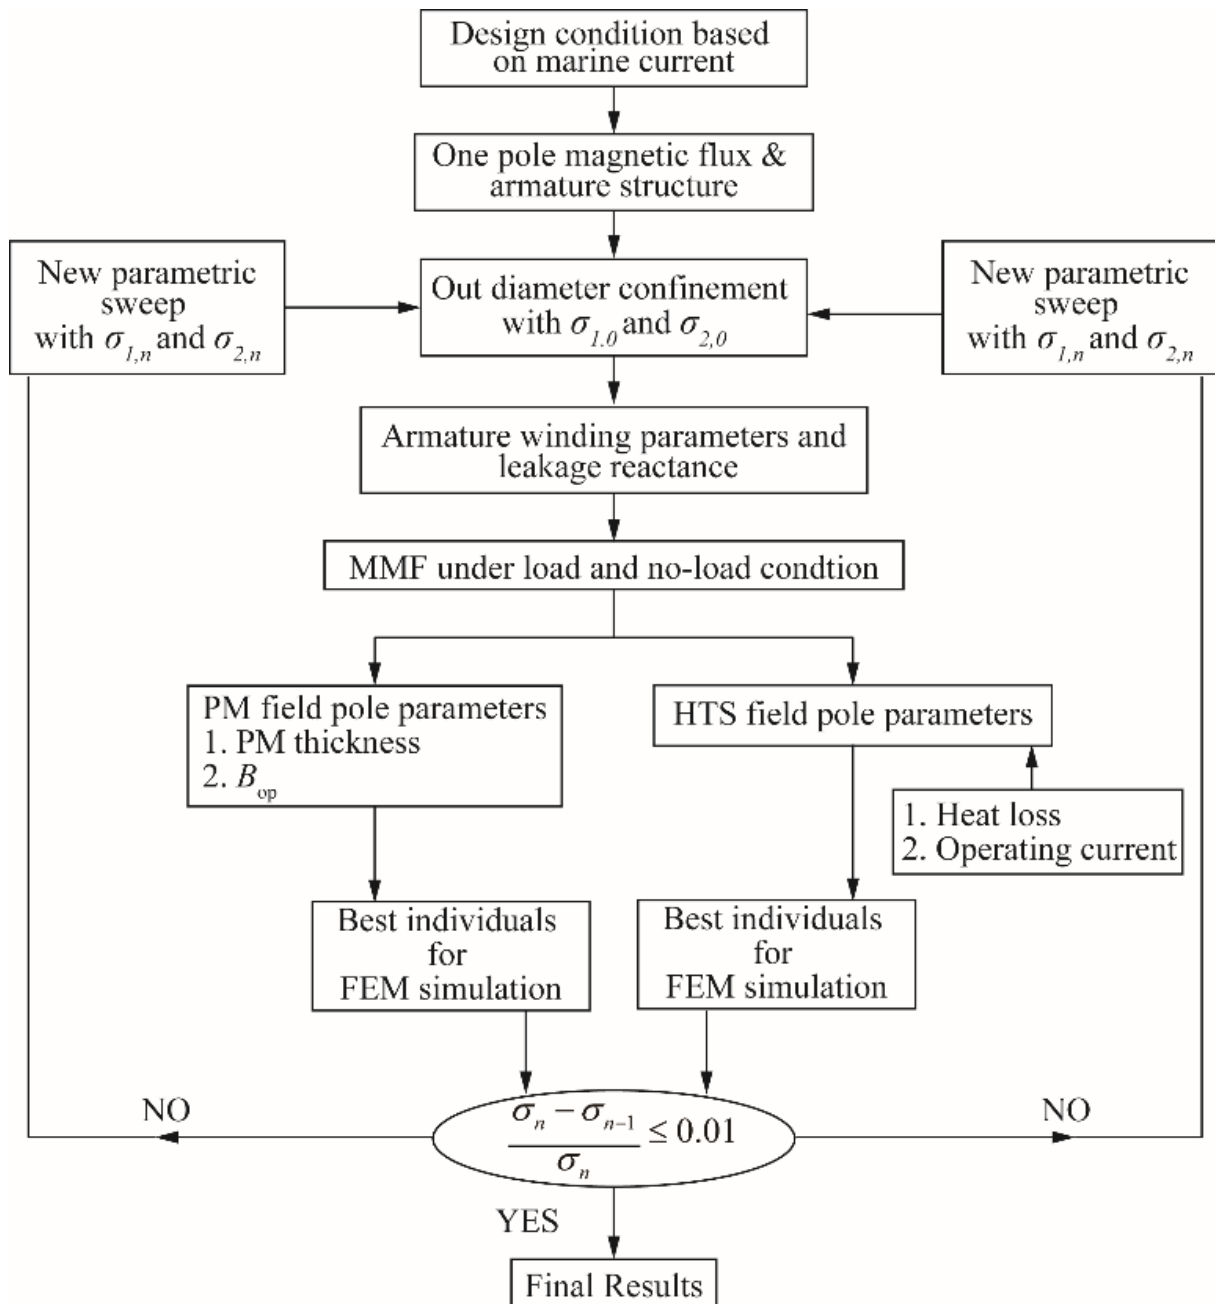 Design condition based
on marine current
One pole magnetic flux &
armature structure
New parametric
sweep
with σ1,n and σ2,n
Out diameter confinement
with σ1,0 and σ2,0
New parametric
sweep
with σ1,n and σ2,n
Armature winding parameters and
leakage reactance
MMF under load and no-load condtion
PM field pole parameters
1. PM thickness
2. Bop
HTS field pole parameters
1. Heat loss
2. Operating current
Best individuals
for
FEM simulation
Best individuals
for
FEM simulation
NO
σn − σn−1
σn
≤ 0.01
NO
YES
Final Results